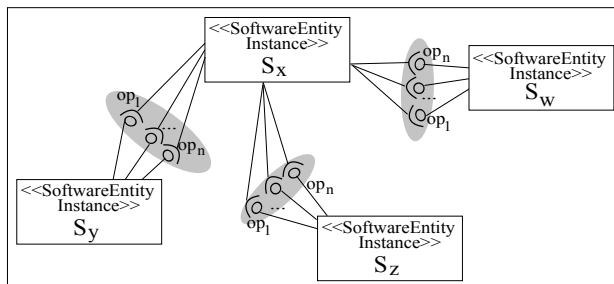 <<SoftwareEntity
Instance>>
Sx
op1
...
opn
<<SoftwareEntity
Instance>>
Sy
opn
...
op1
<<SoftwareEntity
Instance>>
Sw
opn
...
op1
<<SoftwareEntity
Instance>>
Sz